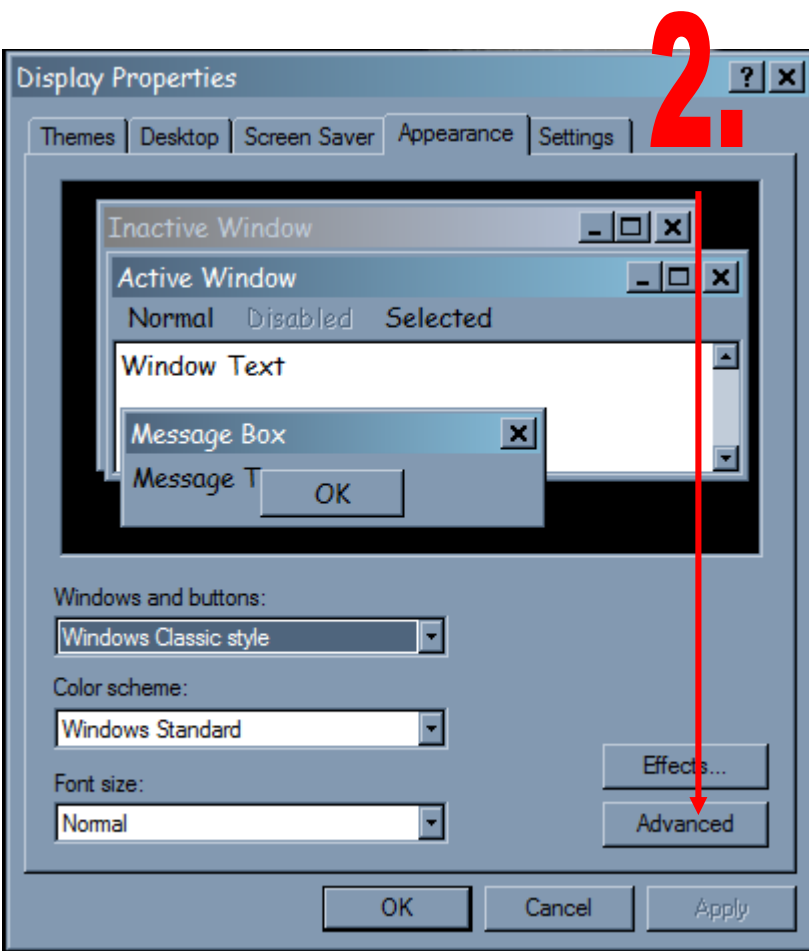 2.
Display Properties
Themes Desktop Screen Saver Appearance Settings
Inactive Window
Active Window
Normal Disabled Selected
Window Text
Message Box
Message T
OK
Windows and buttons:
Windows Classic style
Color scheme:
Windows Standard
Effects...
Font size:
Normal
Advanced
OK Cancel Apply